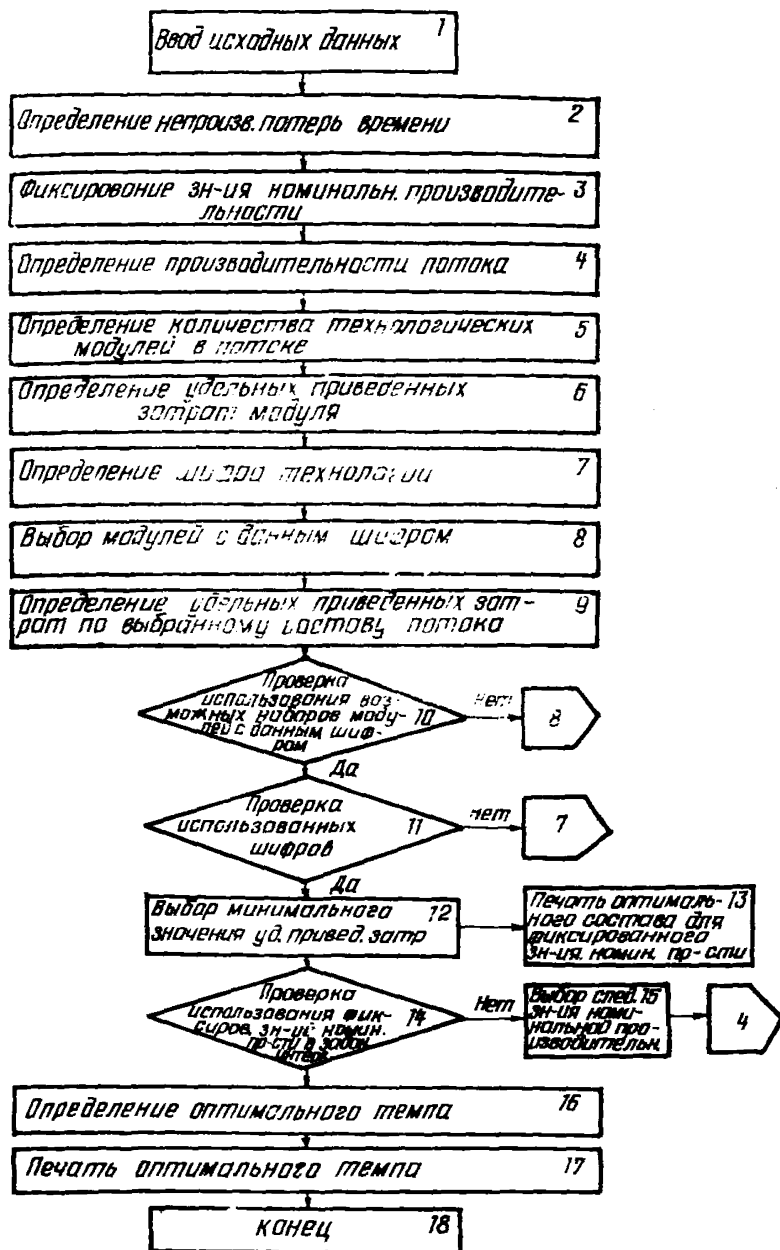 Ввод исходных данных 1
Определение непроизв. потерь времени 2
Фиксирование зн-ия номинальн. производите- 3
льности
Определение производительности потока 4
Определение количества технологических 5
модулей в потоке
Определение удельных приведенных 6
затрат модуля
Определение шифра технологии 7
Выбор модулей с данным шифром 8
Определение удельных приведенных зат- 9
рат по выбранному составу потока
Проверка
использования воз-
можных наборов моду- 10
лей с данным шиф-
ром
Нет
8
Да
Проверка
использованных 11
шифров
Нет
7
Да
Выбор минимального 12
значения уд. привед. затр
Печать оптималь- 13
ного состава для
фиксированного
зн-ия. номин. пр-сти
Проверка
использования фик-
сиров. зн-ий номин. 14
пр-сти в задан.
интерв.
Нет
Выбор след. 15
зн-ия номи-
нальной про-
изводительн.
4
Определение оптимального темпа 16
Печать оптимального темпа 17
конец 18